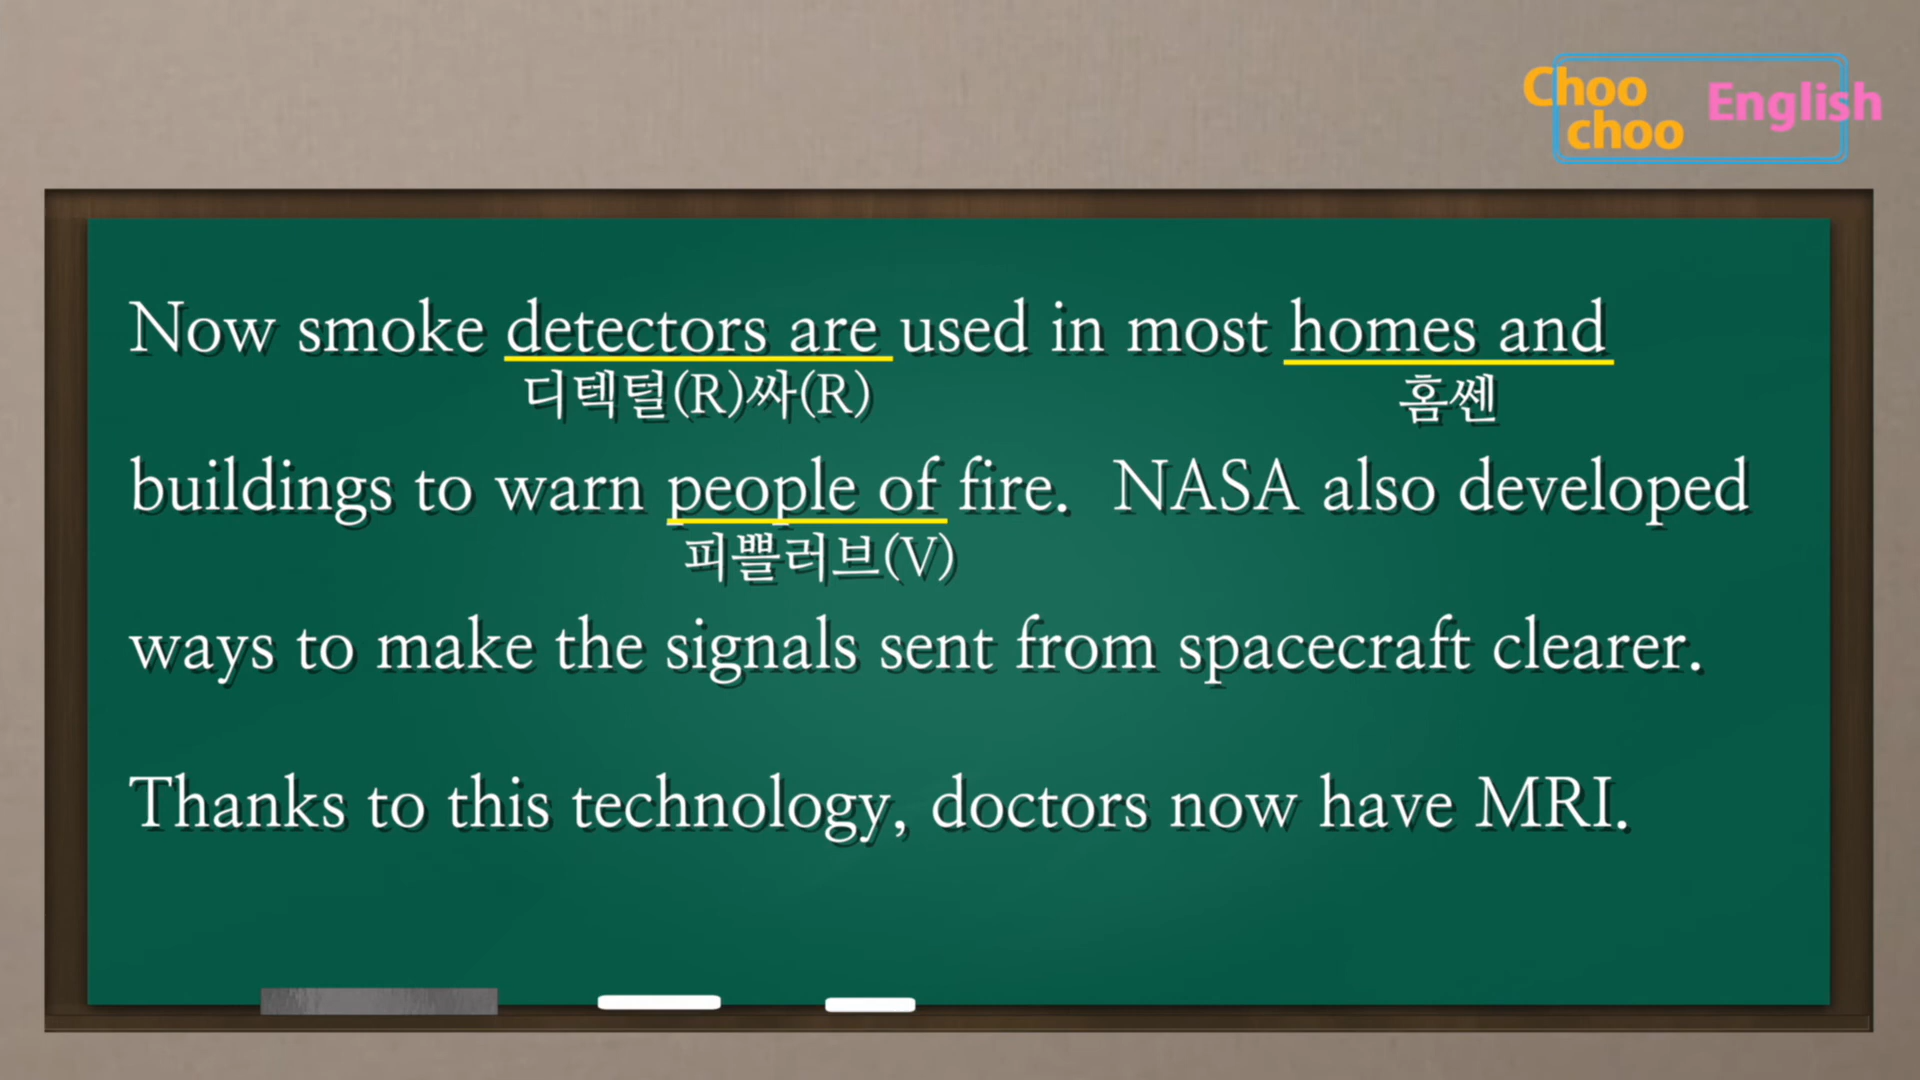 Choo
choo English
Now smoke detectors are used in most homes and
디텍털(R)싸(R) 홈쎈
buildings to warn people of fire. NASA also developed
피쁠러브(V)
ways to make the signals sent from spacecraft clearer.
Thanks to this technology, doctors now have MRI.